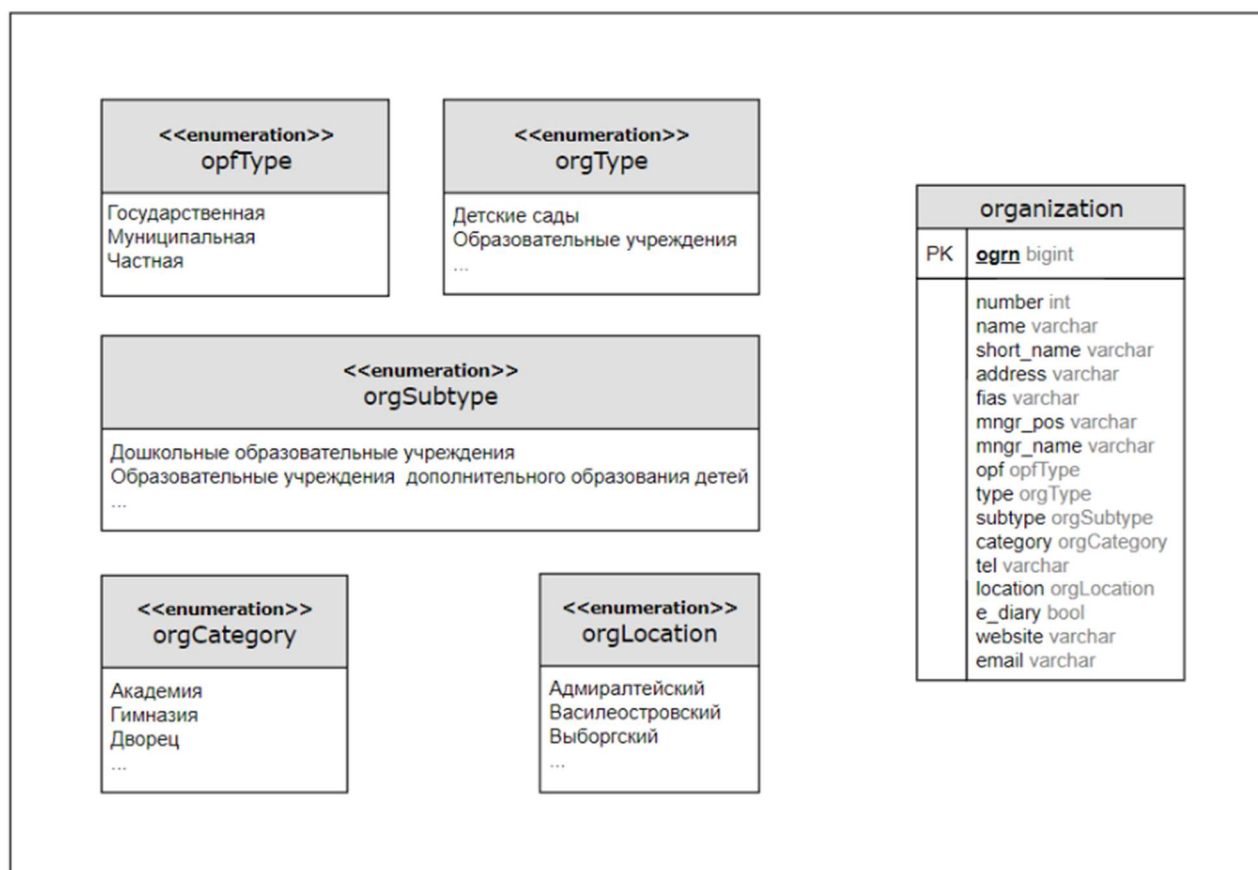 <<enumeration>>
opfType
Государственная
Муниципальная
Частная
<<enumeration>>
orgType
Детские сады
Образовательные учреждения
...
<<enumeration>>
orgSubtype
Дошкольные образовательные учреждения
Образовательные учреждения дополнительного образования детей
...
<<enumeration>>
orgCategory
Академия
Гимназия
Дворец
...
<<enumeration>>
orgLocation
Адмиралтейский
Василеостровский
Выборгский
...
organization
PK ogrn bigint
number int
name varchar
short_name varchar
address varchar
fias varchar
mngr_pos varchar
mngr_name varchar
opf opfType
type orgType
subtype orgSubtype
category orgCategory
tel varchar
location orgLocation
e_diary bool
website varchar
email varchar